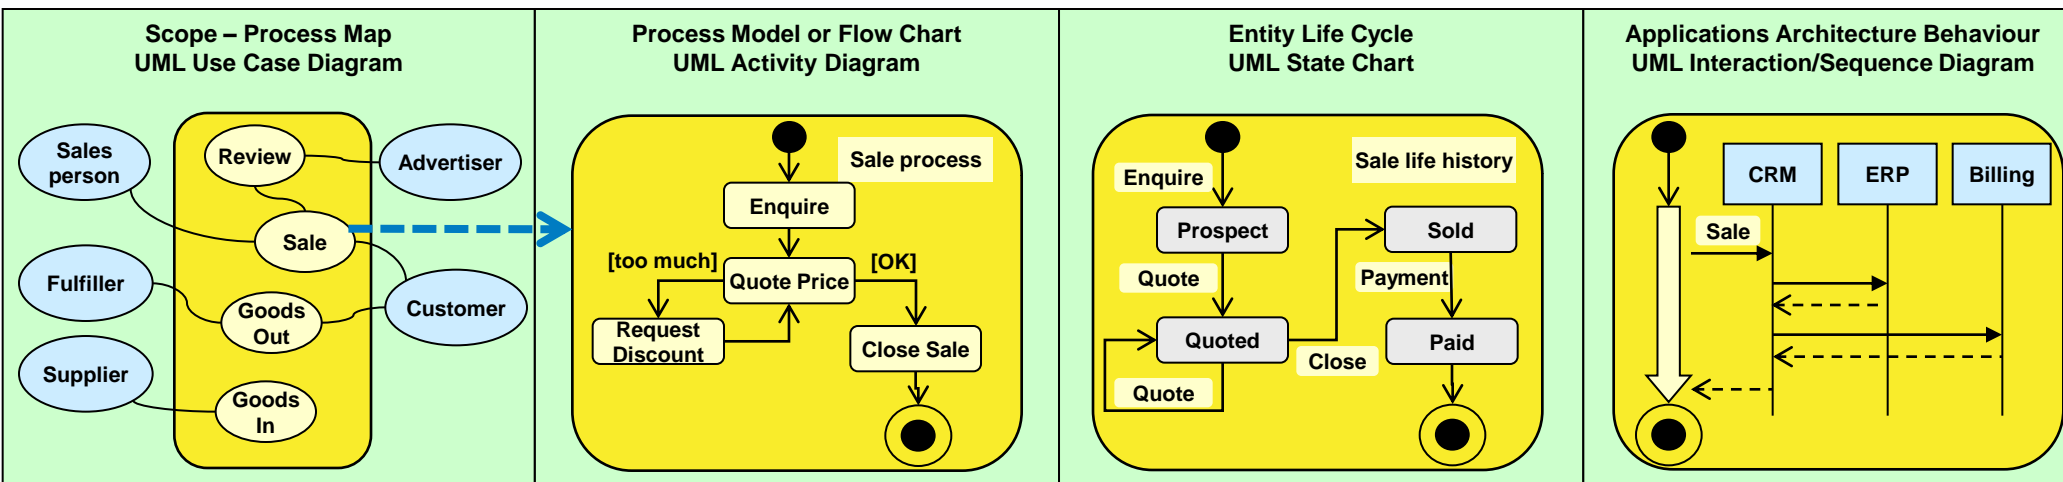 Scope – Process Map
UML Use Case Diagram
Sales
person
Review
Advertiser
Sale
Fulfiller
Goods
Out
Customer
Supplier
Goods
In
Process Model or Flow Chart
UML Activity Diagram
Sale process
Enquire
[too much]
[OK]
Quote Price
Request
Discount
Close Sale
Entity Life Cycle
UML State Chart
Sale life history
Enquire
Prospect
Sold
Quote
Payment
Quoted
Paid
Close
Quote
Applications Architecture Behaviour
UML Interaction/Sequence Diagram
CRM
ERP
Billing
Sale